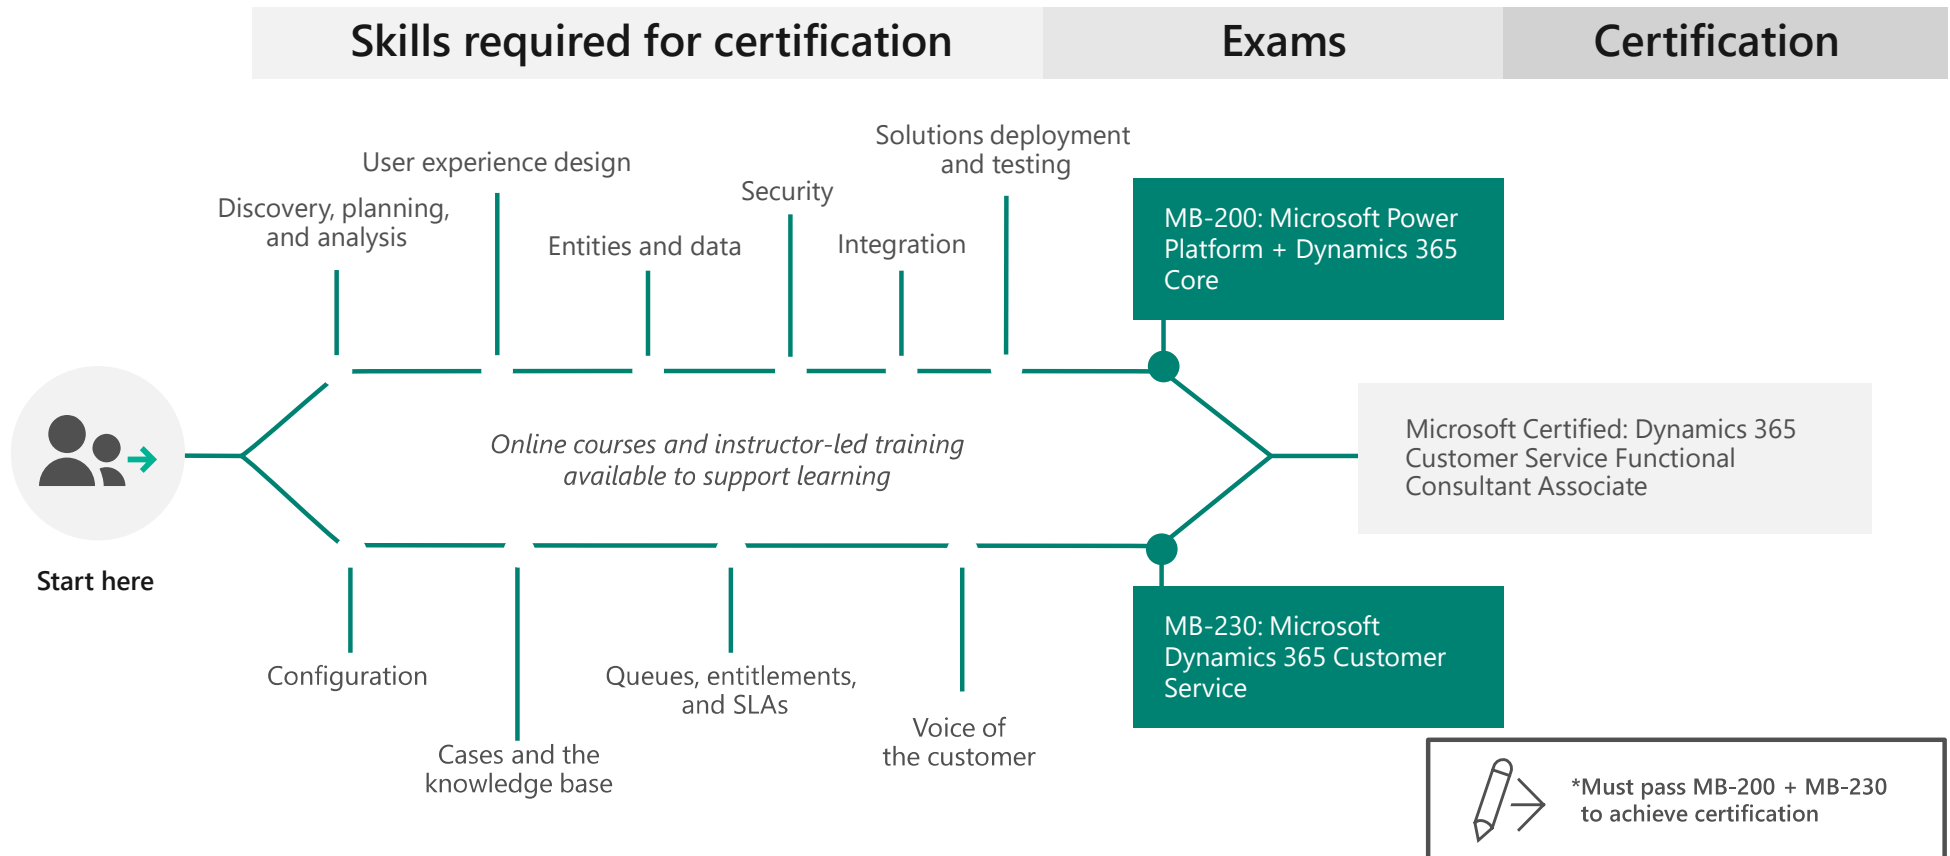 Skills required for certification
Exams
Certification
Solutions deployment
and testing
User experience design
Security
Discovery, planning,
and analysis
Entities and data
Integration
MB-200: Microsoft Power
Platform + Dynamics 365
Core
Online courses and instructor-led training
available to support learning
Microsoft Certified: Dynamics 365
Customer Service Functional
Consultant Associate
Start here
Configuration
Cases and the
knowledge base
Queues, entitlements,
and SLAs
Voice of
the customer
MB-230: Microsoft
Dynamics 365 Customer
Service
*Must pass MB-200 + MB-230
to achieve certification